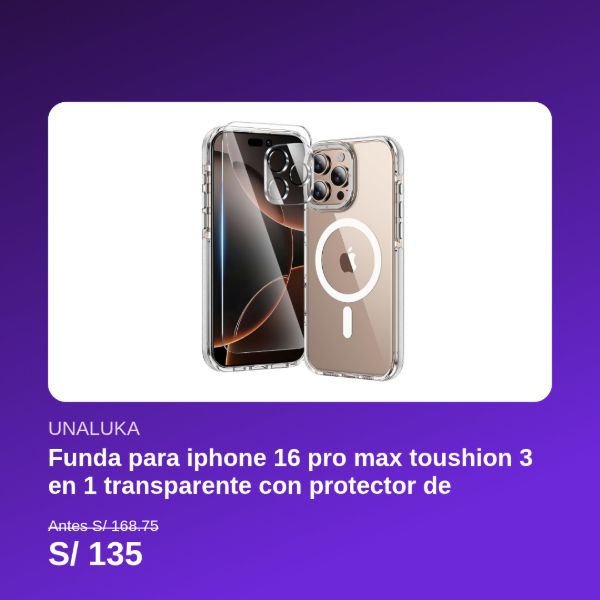 UNALUKA
Funda para iphone 16 pro max toushion 3
en 1 transparente con protector de
Antes S/ 168.75
S/ 135